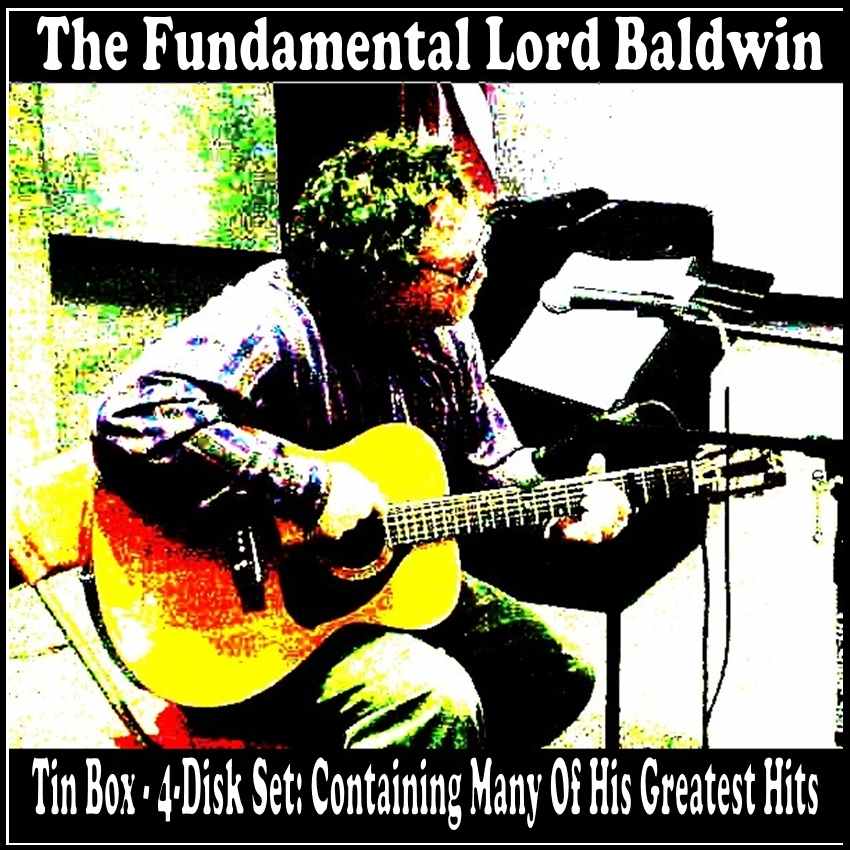 The Fundamental Lord Baldwin
Tin Box - 4-Disk Set: Containing Many Of His Greatest Hits